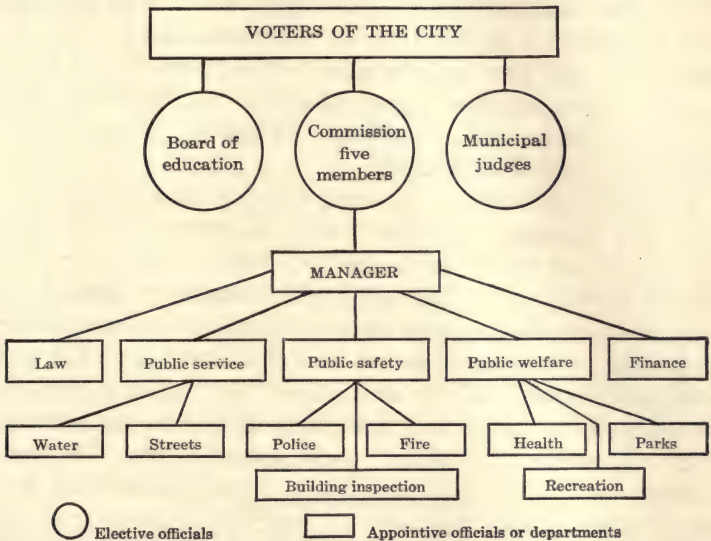 VOTERS OF THE CITY
Board of
education
Commission
five
members
Municipal
judges
MANAGER
Law
Public service
Public safety
Public welfare
Finance
Water
Streets
Police
Fire
Health
Parks
Building inspection
Recreation
Elective officials
Appointive officials or departments